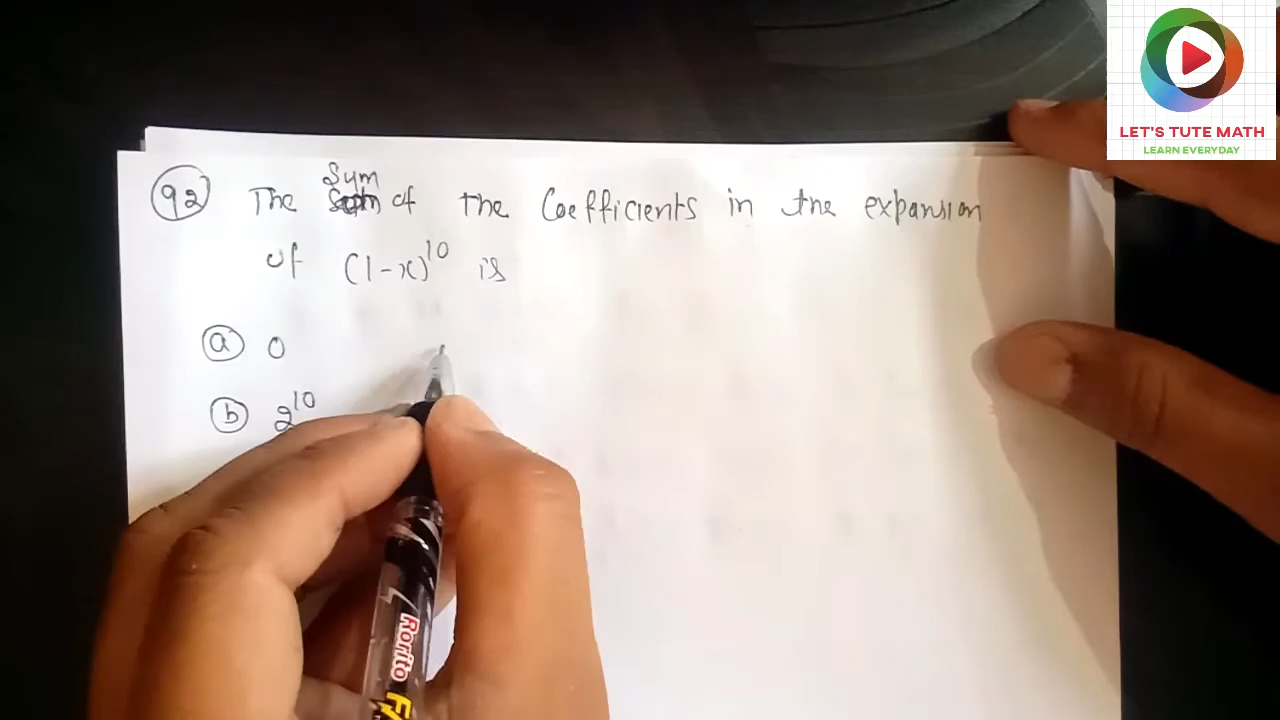 LET'S TUTE MATH
LEARN EVERYDAY
92 The Sum of the Coefficients in the expansion
of (1-x)^10 is
a 0
b 2^10
Rorito